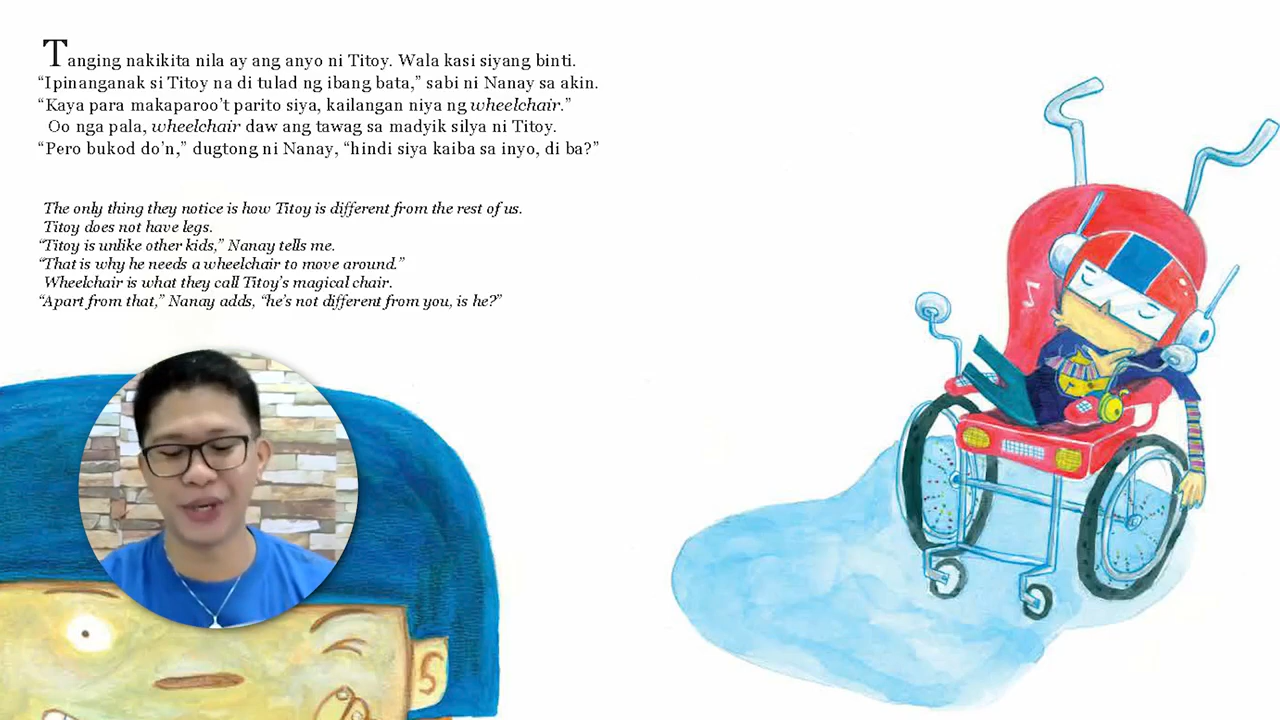 Tanging nakikita nila ay ang anyo ni Titoy. Wala kasi siyang binti.
“Ipinanganak si Titoy na di tulad ng ibang bata,” sabi ni Nanay sa akin.
“Kaya para makaparoo’t parito siya, kailangan niya ng wheelchair.”
Oo nga pala, wheelchair daw ang tawag sa madyik silya ni Titoy.
“Pero bukod do’n,” dugtong ni Nanay, “hindi siya kaiba sa inyo, di ba?”
The only thing they notice is how Titoy is different from the rest of us.
Titoy does not have legs.
“Titoy is unlike other kids,” Nanay tells me.
“That is why he needs a wheelchair to move around.”
Wheelchair is what they call Titoy’s magical chair.
“Apart from that,” Nanay adds, “he’s not different from you, is he?”